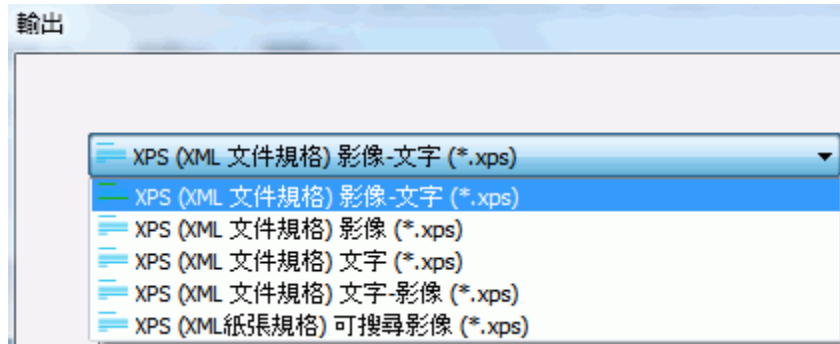 輸出
XPS (XML 文件規格) 影像-文字 (*.xps)
XPS (XML 文件規格) 影像-文字 (*.xps)
XPS (XML 文件規格) 影像 (*.xps)
XPS (XML 文件規格) 文字 (*.xps)
XPS (XML 文件規格) 文字-影像 (*.xps)
XPS (XML紙張規格) 可搜尋影像 (*.xps)